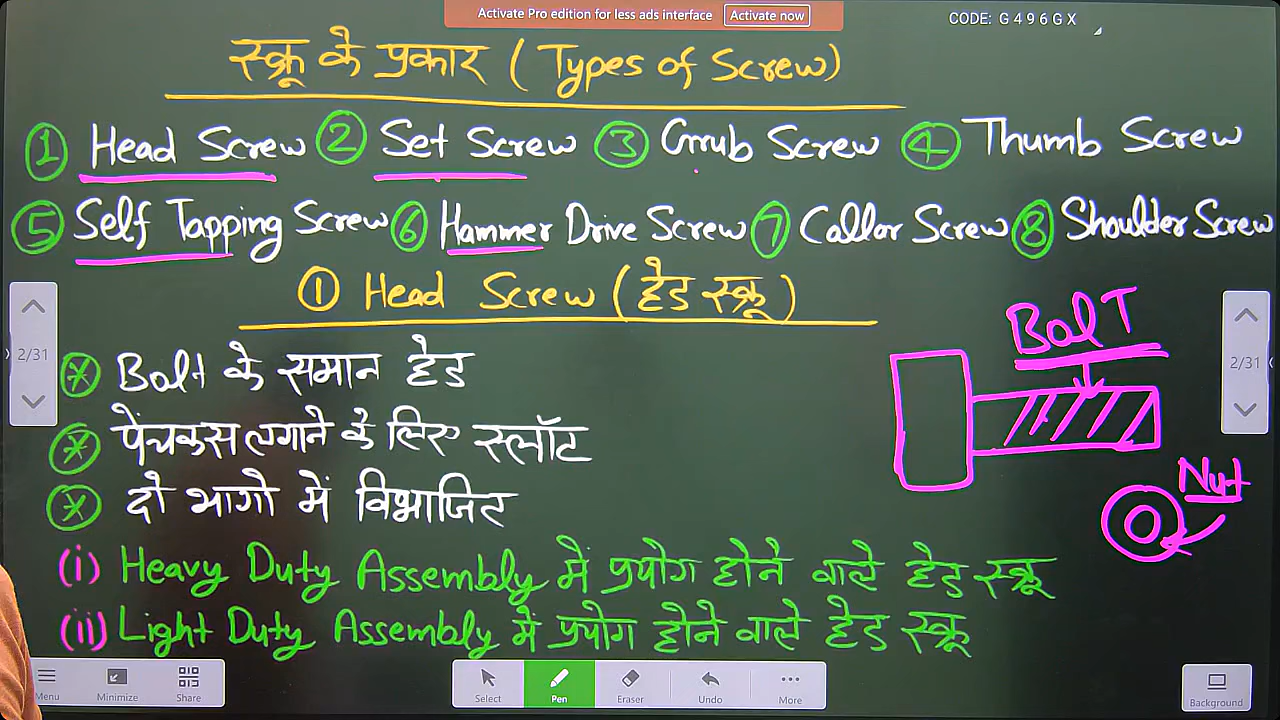 Activate Pro edition for less ads interface Activate now
CODE: G 4 9 6 G X
स्क्रू के प्रकार ( Types of Screw)
① Head Screw ② Set Screw ③ Grub Screw ④ Thumb Screw
⑤ Self Tapping Screw ⑥ Hammer Drive Screw ⑦ Collar Screw ⑧ Shoulder Screw
① Head Screw ( हेड स्क्रू )
Bolt के समान हेड
पेंचकस लगाने के लिए स्लॉट
दो भागो में विभाजित
(i) Heavy Duty Assembly में प्रयोग होने वाले हेड स्क्रू
(ii) Light Duty Assembly में प्रयोग होने वाले हेड स्क्रू
BolT
Nut
2/31
2/31
Menu Minimize Share Select Pen Eraser Undo More Background